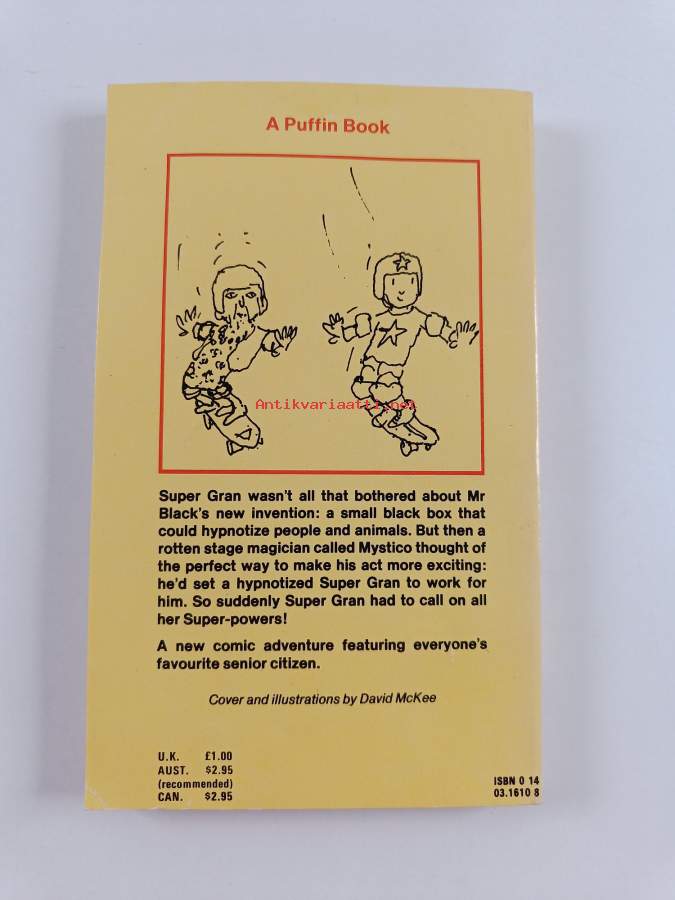 A Puffin Book
Antikvariaatti.net
Super Gran wasn't all that bothered about Mr
Black's new invention: a small black box that
could hypnotize people and animals. But then a
rotten stage magician called Mystico thought of
the perfect way to make his act more exciting:
he'd set a hypnotized Super Gran to work for
him. So suddenly Super Gran had to call on all
her Super-powers!
A new comic adventure featuring everyone's
favourite senior citizen.
Cover and illustrations by David McKee
U.K. £1.00
AUST. $2.95
(recommended)
CAN. $2.95
ISBN 0 14
03.1610 8